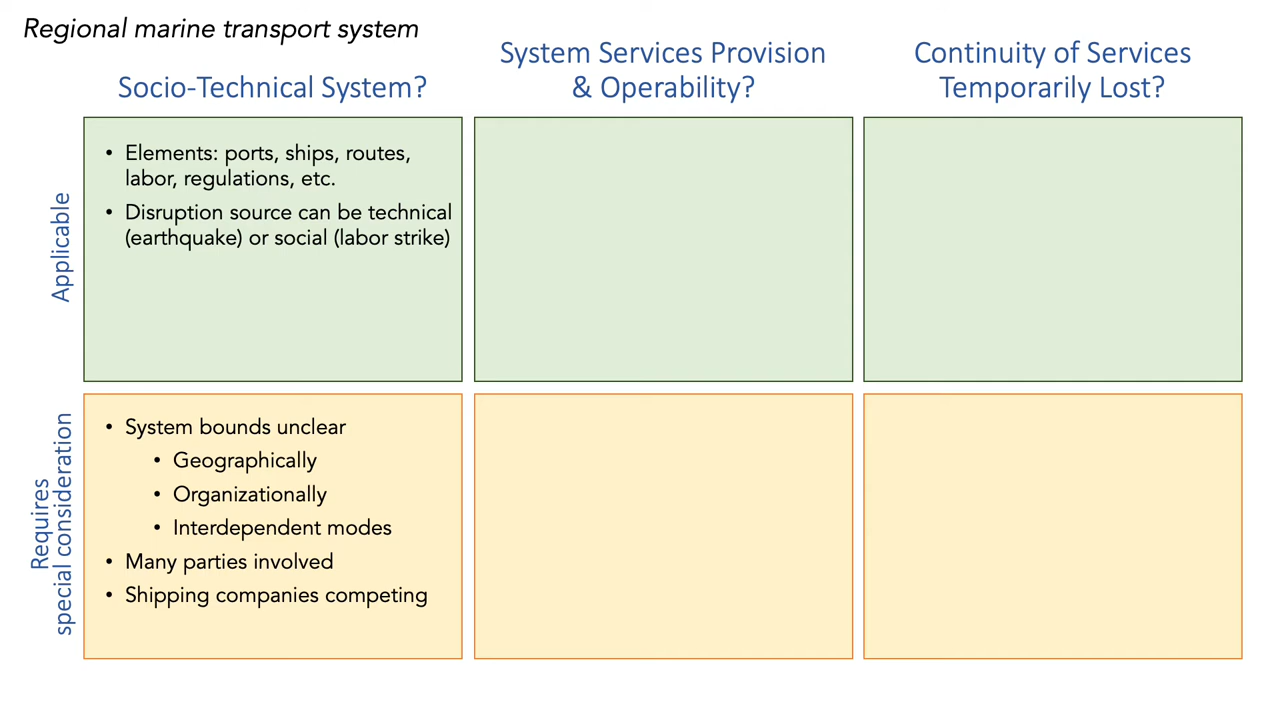 Regional marine transport system
Socio-Technical System?
System Services Provision
& Operability?
Continuity of Services
Temporarily Lost?
Applicable
• Elements: ports, ships, routes,
labor, regulations, etc.
• Disruption source can be technical
(earthquake) or social (labor strike)
Requires
special consideration
• System bounds unclear
• Geographically
• Organizationally
• Interdependent modes
• Many parties involved
• Shipping companies competing